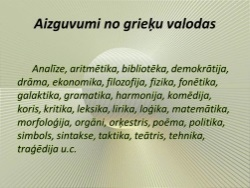 Aizguvumi no grieķu valodas
Analīze, aritmētika, bibliotēka, demokrātija,
drāma, ekonomika, filozofija, fizika, fonētika,
galaktika, gramatika, harmonija, komēdija,
koris, kritika, leksika, lirika, loģika, matemātika,
morfoloģija, orgāni, orķestris, poēma, politika,
simbols, sintakse, taktika, teātris, tehnika,
traģēdija u.c.